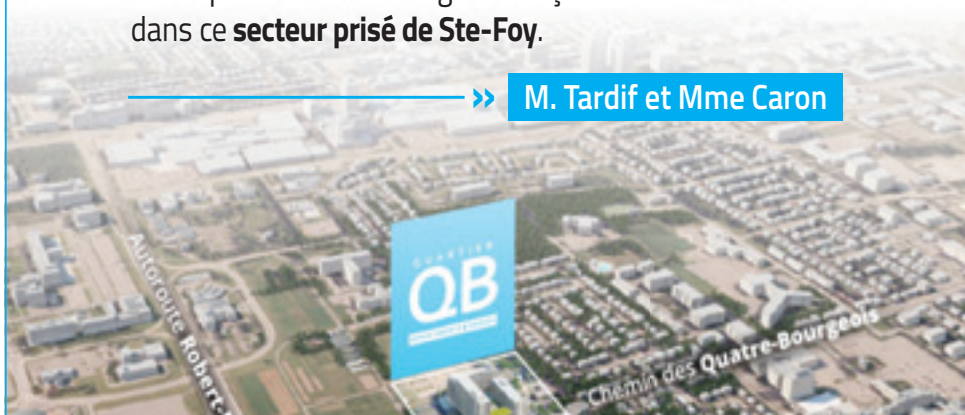 dans ce secteur prisé de Ste-Foy.
» M. Tardif et Mme Caron
QUARTIER
QB
Autoroute Robert-
Chemin des Quatre-Bourgeois